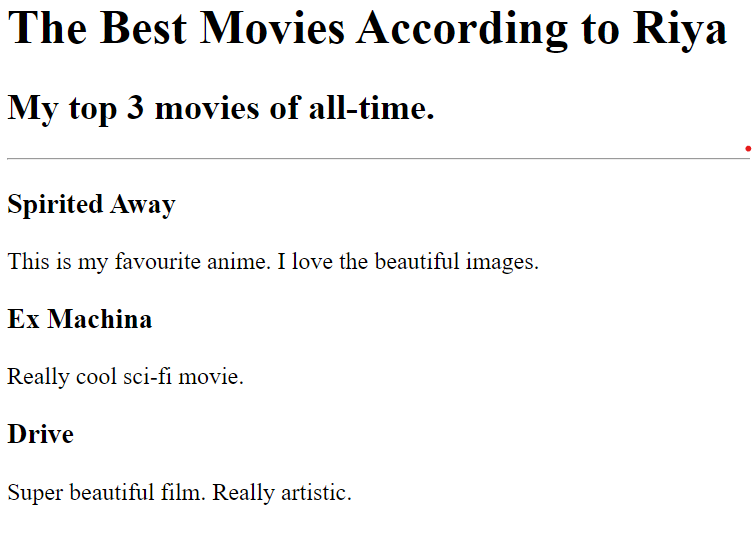 The Best Movies According to Riya
My top 3 movies of all-time.
Spirited Away
This is my favourite anime. I love the beautiful images.
Ex Machina
Really cool sci-fi movie.
Drive
Super beautiful film. Really artistic.